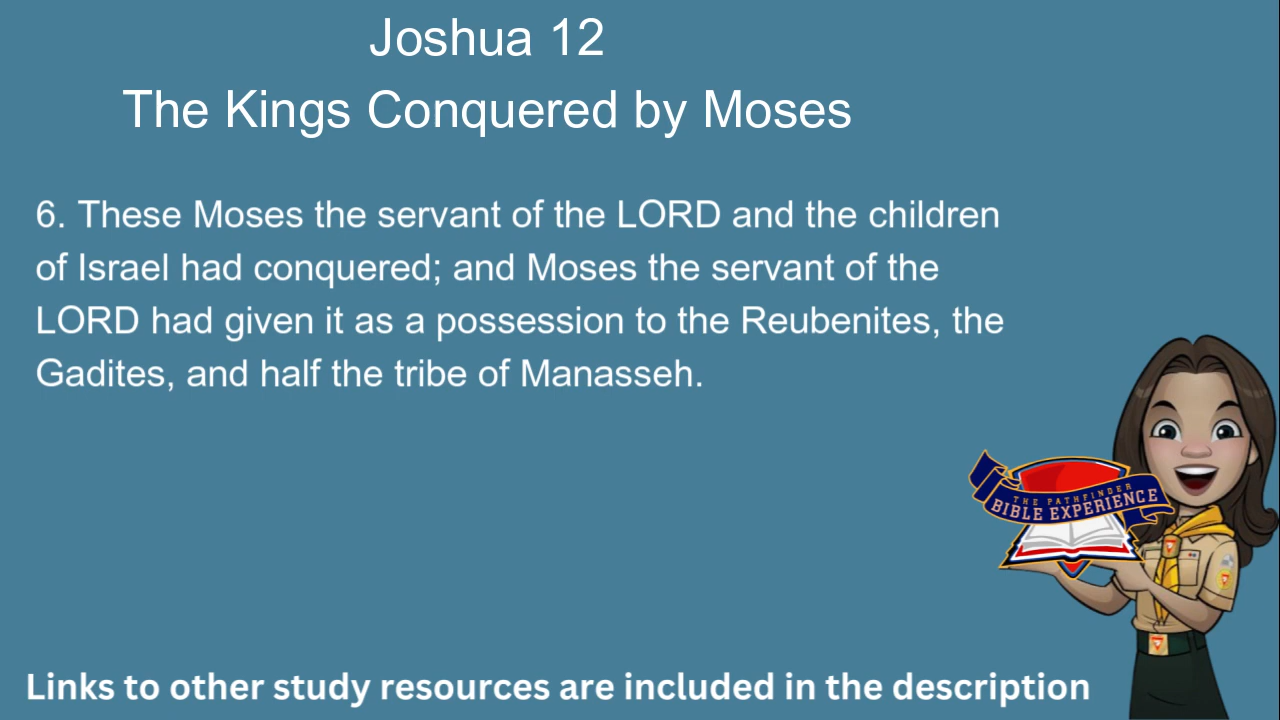 Joshua 12
The Kings Conquered by Moses
6. These Moses the servant of the LORD and the children
of Israel had conquered; and Moses the servant of the
LORD had given it as a possession to the Reubenites, the
Gadites, and half the tribe of Manasseh.
THE PATHFINDER
BIBLE EXPERIENCE
Links to other study resources are included in the description